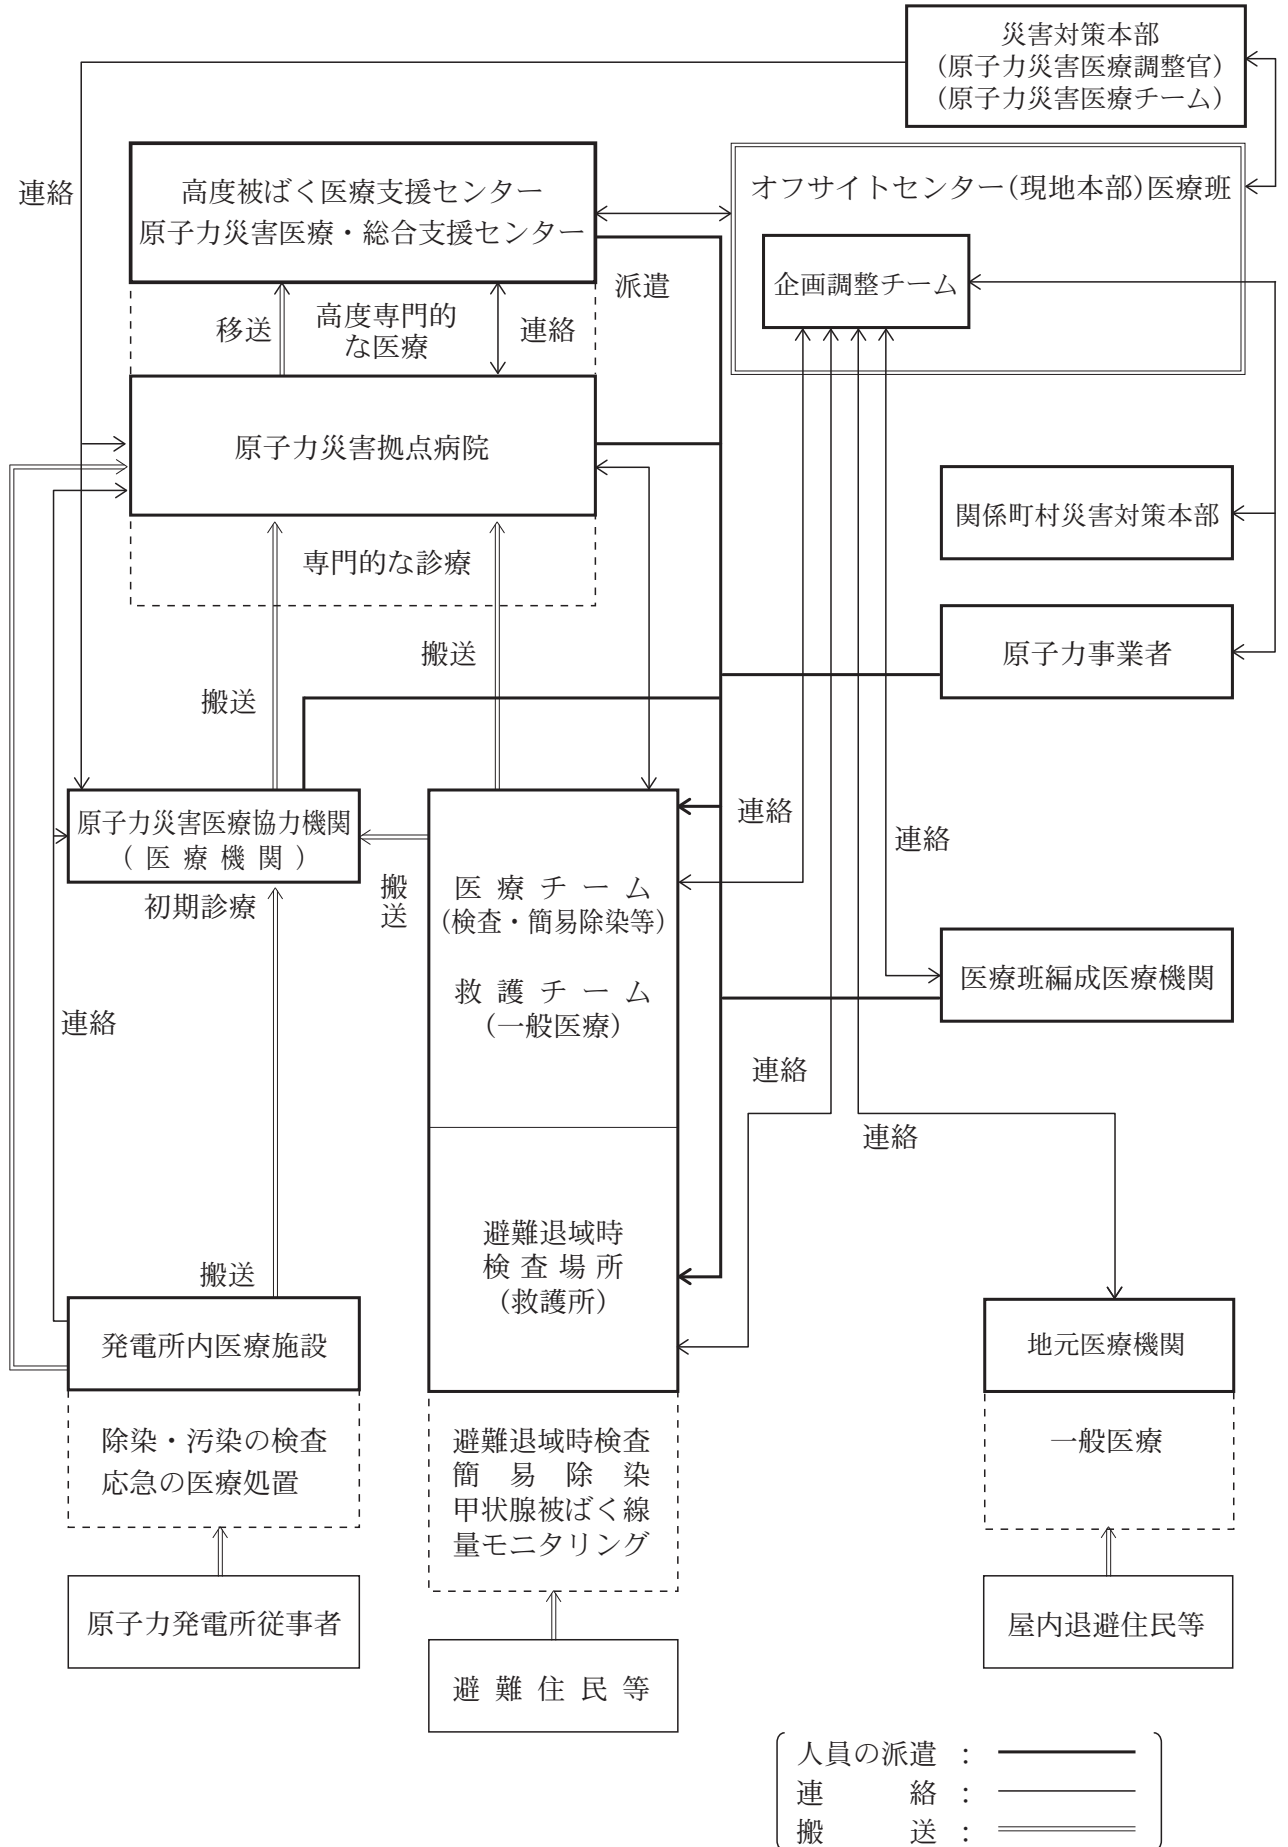 災害対策本部
(原子力災害医療調整官)
(原子力災害医療チーム)
連絡
高度被ばく医療支援センター
原子力災害医療・総合支援センター
オフサイトセンター(現地本部)医療班
企画調整チーム
派遣
移送
高度専門的
な医療
連絡
原子力災害拠点病院
関係町村災害対策本部
専門的な診療
原子力事業者
搬送
搬送
原子力災害医療協力機関
(医療機関)
初期診療
連絡
連絡
搬送
医療チーム
(検査・簡易除染等)
救護チーム
(一般医療)
医療班編成医療機関
連絡
連絡
連絡
避難退域時
検査場所
(救護所)
搬送
発電所内医療施設
地元医療機関
除染・汚染の検査
応急の医療処置
避難退域時検査
簡易除染
甲状腺被ばく線
量モニタリング
一般医療
原子力発電所従事者
避難住民等
屋内退避住民等
人員の派遣 :
連絡 :
搬送 :